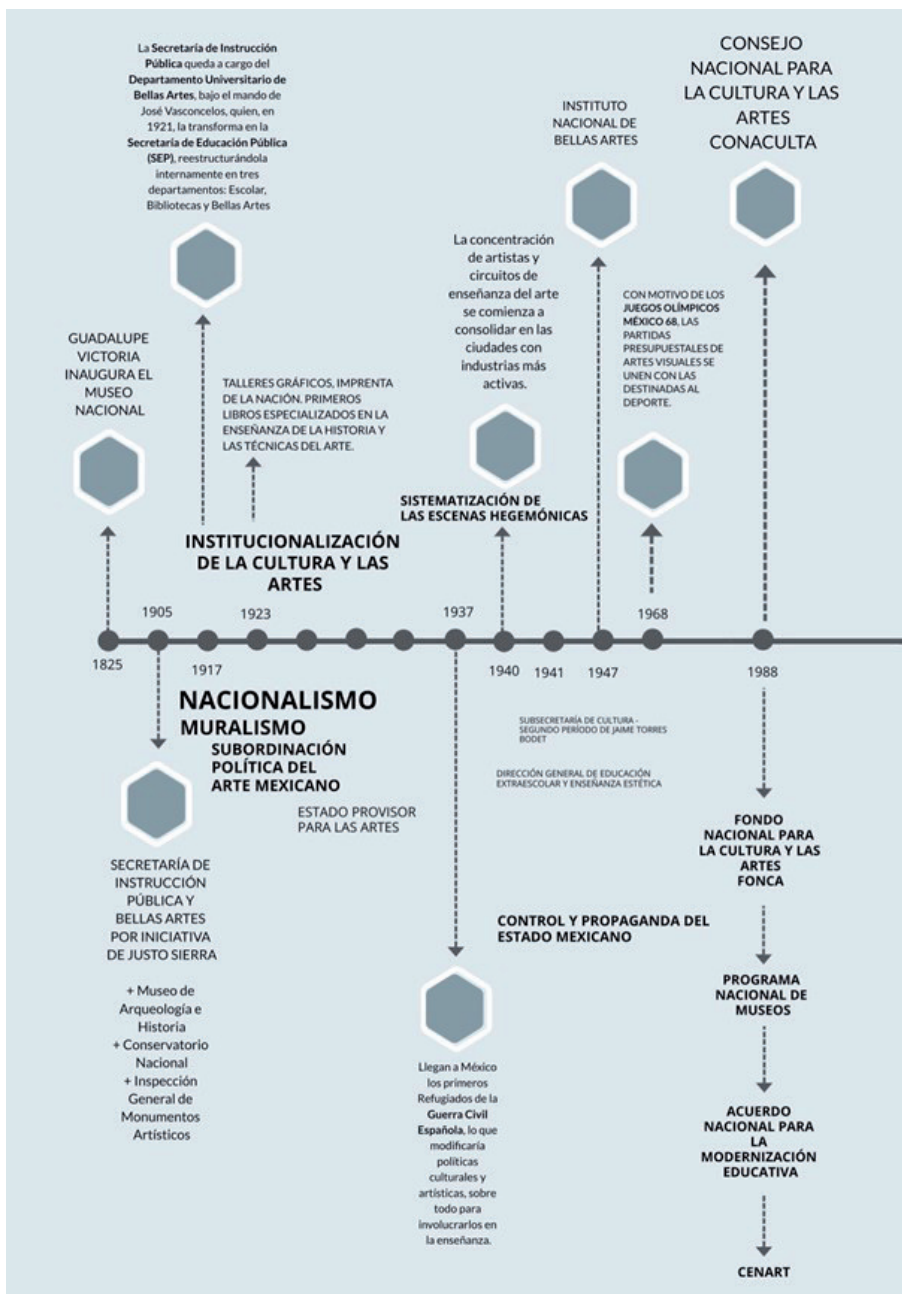 La Secretaría de Instrucción
Pública queda a cargo del
Departamento Universitario de
Bellas Artes, bajo el mando de
José Vasconcelos, quien, en
1921, la transforma en la
Secretaría de Educación Pública
(SEP), reestructurándola
internamente en tres
departamentos: Escolar,
Bibliotecas y Bellas Artes
CONSEJO
NACIONAL PARA
LA CULTURA Y LAS
ARTES
CONACULTA
INSTITUTO
NACIONAL DE
BELLAS ARTES
La concentración
de artistas y
circuitos de
enseñanza del arte
se comienza a
consolidar en las
ciudades con
industrias más
activas.
CON MOTIVO DE LOS
JUEGOS OLÍMPICOS
MÉXICO 68, LAS
PARTIDAS
PRESUPUESTALES DE
ARTES VISUALES SE
UNEN CON LAS
DESTINADAS AL
DEPORTE.
GUADALUPE
VICTORIA
INAUGURA EL
MUSEO
NACIONAL
TALLERES GRÁFICOS, IMPRENTA
DE LA NACIÓN. PRIMEROS
LIBROS ESPECIALIZADOS EN LA
ENSEÑANZA DE LA HISTORIA Y
LAS TÉCNICAS DEL ARTE.
SISTEMATIZACIÓN DE
LAS ESCENAS HEGEMÓNICAS
INSTITUCIONALIZACIÓN
DE LA CULTURA Y LAS
ARTES
1905
1923
1937
1968
1825
1917
1940
1941
1947
1988
NACIONALISMO
MURALISMO
SUBORDINACIÓN
POLÍTICA DEL
ARTE MEXICANO
ESTADO PROVISOR
PARA LAS ARTES
SUBSECRETARÍA DE CULTURA -
SEGUNDO PERÍODO DE JAIME TORRES
BODET
DIRECCIÓN GENERAL DE EDUCACIÓN
EXTRAESCOLAR Y ENSEÑANZA ESTÉTICA
SECRETARÍA DE
INSTRUCCIÓN
PÚBLICA Y
BELLAS ARTES
POR INICIATIVA
DE JUSTO SIERRA
+ Museo de
Arqueología e
Historia
+ Conservatorio
Nacional
+ Inspección
General de
Monumentos
Artísticos
CONTROL Y PROPAGANDA DEL
ESTADO MEXICANO
Llegan a México
los primeros
Refugiados de la
Guerra Civil
Española, lo que
modificaría
políticas
culturales y
artísticas, sobre
todo para
involucrarlos en
la enseñanza.
FONDO
NACIONAL PARA
LA CULTURA Y LAS
ARTES
FONCA
PROGRAMA
NACIONAL DE
MUSEOS
ACUERDO
NACIONAL PARA
LA
MODERNIZACIÓN
EDUCATIVA
CENART